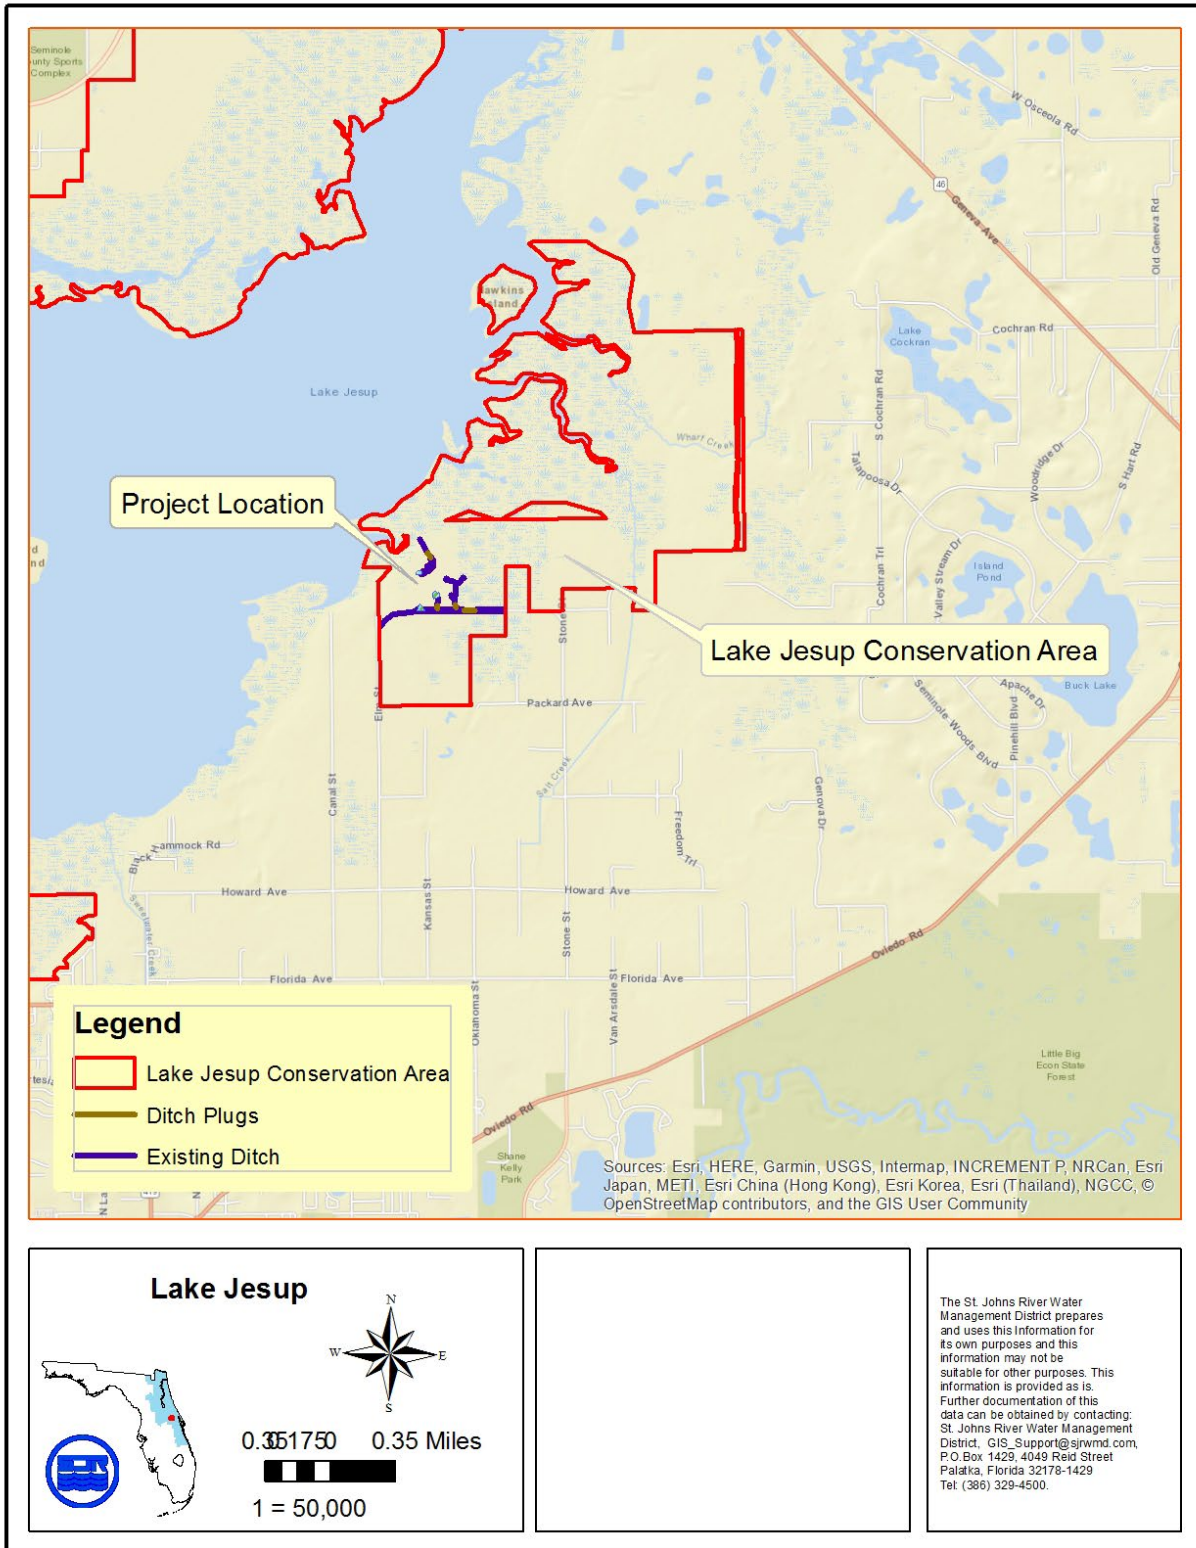 Seminole
unty Sports
Complex
W Osceola Rd
46
Geneva Ave
Old Geneva Rd
awkins
sland
Lake
Cockran
Cochran Rd
Lake Jesup
S Cochran Rd
Wharf Creek
Talapoosa Dr
Woodridge Dr
S Hart Rd
Project Location
d
nd
Cochran Trl
Valley Stream Dr
Island
Pond
Stone
Lake Jesup Conservation Area
Elm St
Packard Ave
Seminole Woods Blvd
Apache Dr
Pinehill Blvd
Buck Lake
Salt Creek
Canal St
Genova Dr
Freedom Trl
Black Hammock Rd
Howard Ave
Howard Ave
Kansas St
Stone St
Sweetwater Creek
Oviedo Rd
Florida Ave
Florida Ave
Oklahoma St
Van Arsdale St
Legend
Lake Jesup Conservation Area
Ditch Plugs
Existing Ditch
Little Big
Econ State
Forest
Oviedo Rd
Shane
Kelly
Park
N La
N
Sources: Esri, HERE, Garmin, USGS, Intermap, INCREMENT P, NRCan, Esri
Japan, METI, Esri China (Hong Kong), Esri Korea, Esri (Thailand), NGCC, ©
OpenStreetMap contributors, and the GIS User Community
Lake Jesup
N
W
E
S
0.35 Miles
1 = 50,000
The St. Johns River Water
Management District prepares
and uses this information for
its own purposes and this
information may not be
suitable for other purposes. This
information is provided as is.
Further documentation of this
data can be obtained by contacting:
St. Johns River Water Management
District, GIS_Support@sjrwmd.com,
P.O.Box 1429, 4049 Reid Street
Palatka, Florida 32178-1429
Tel: (386) 329-4500.